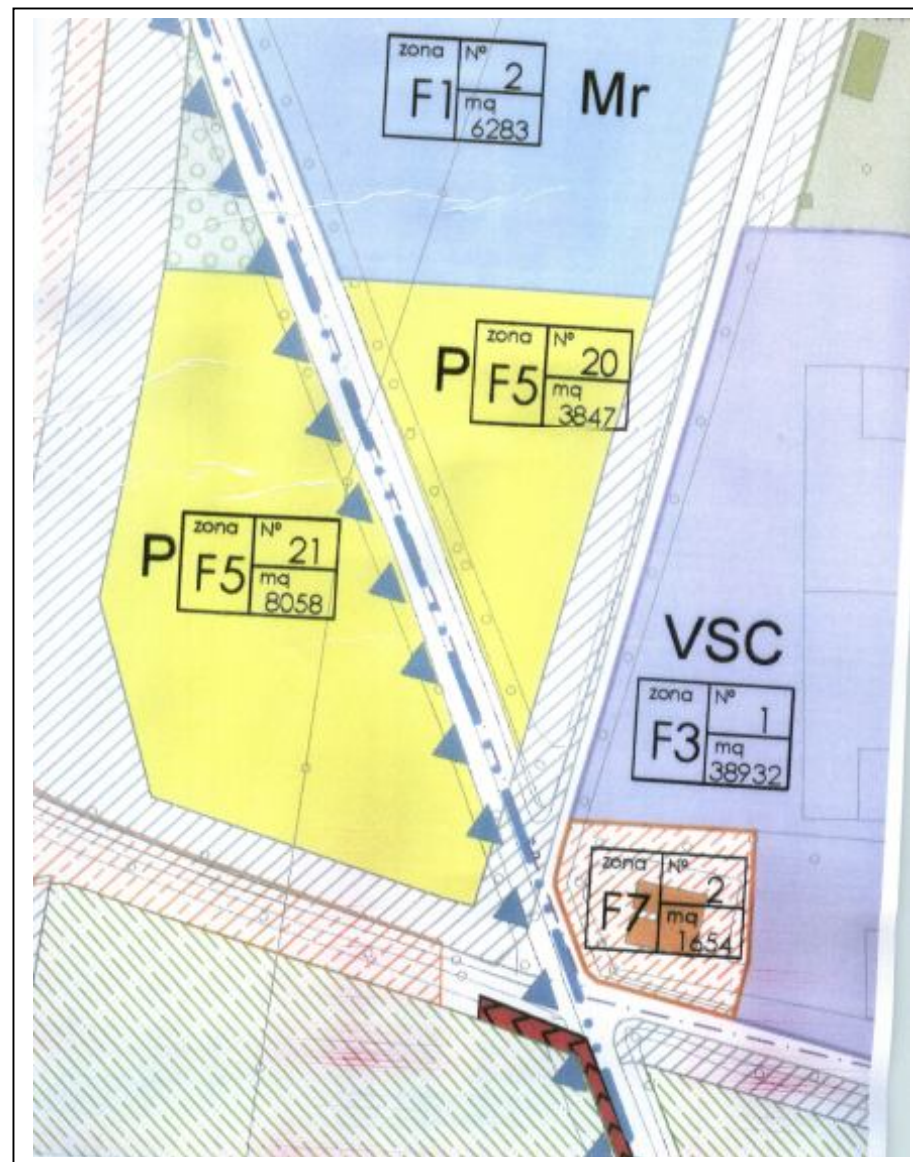 zona Nº
F1 2
mq
6283
Mr
zona Nº
P F5 20
mq
3847
zona Nº
P F5 21
mq
8058
VSC
zona Nº
F3 1
mq
38932
zona Nº
F7 2
mq
1654